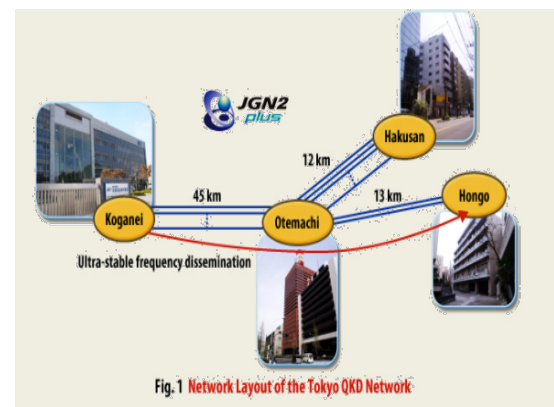 JGN2
plus
Hakusan
12 km
45 km
13 km
Hongo
Koganei
Otemachi
Ultra-stable frequency dissemination
Fig. 1 Network Layout of the Tokyo QKD Network